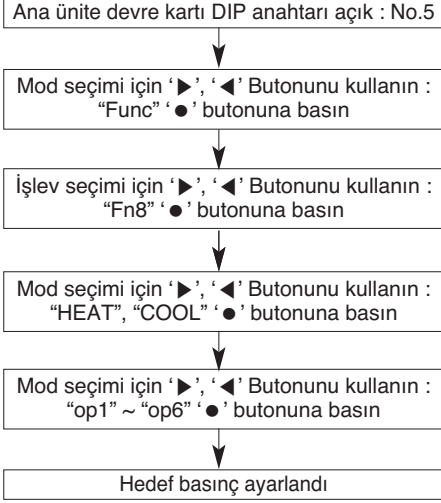 Ana ünite devre kartı DIP anahtarı açık : No.5
Mod seçimi için ‘▶’, ‘◀’ Butonunu kullanın :
“Func” ‘●’ butonuna basın
İşlev seçimi için ‘▶’, ‘◀’ Butonunu kullanın :
“Fn8” ‘●’ butonuna basın
Mod seçimi için ‘▶’, ‘◀’ Butonunu kullanın :
“HEAT”, “COOL” ‘●’ butonuna basın
Mod seçimi için ‘▶’, ‘◀’ Butonunu kullanın :
“op1” ~ “op6” ‘●’ butonuna basın
Hedef basınç ayarlandı